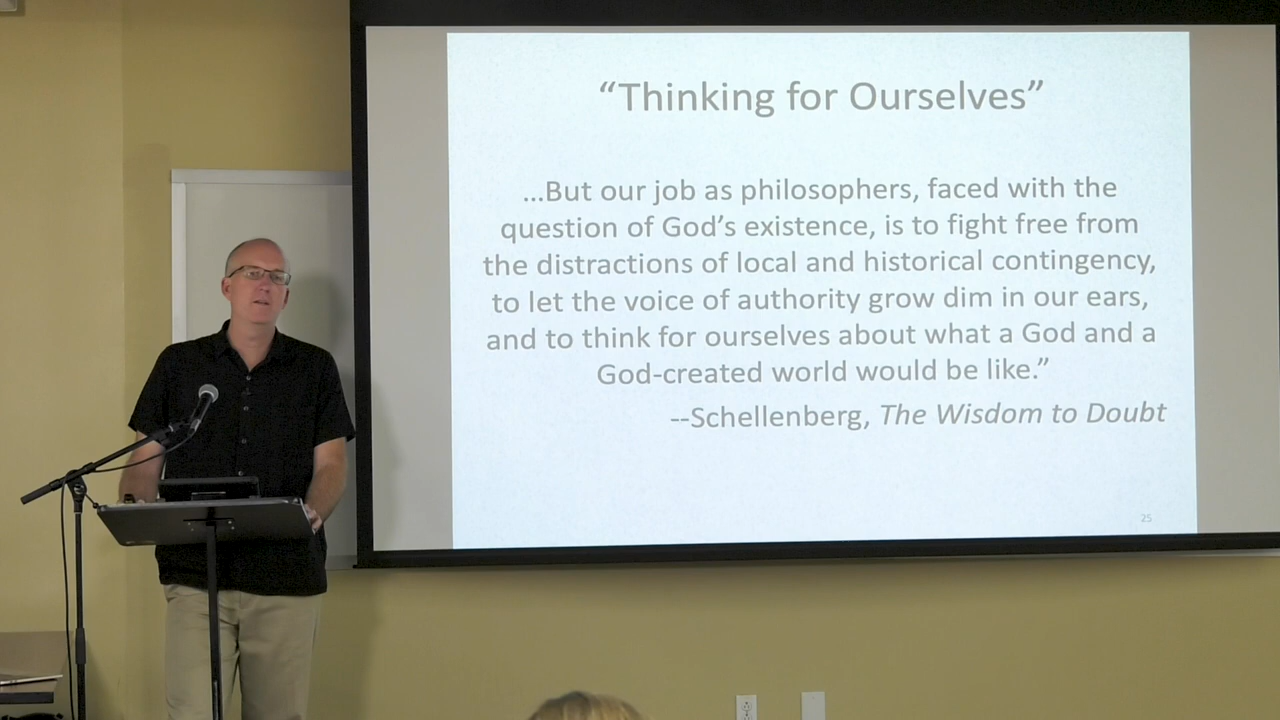 “Thinking for Ourselves”
…But our job as philosophers, faced with the
question of God’s existence, is to fight free from
the distractions of local and historical contingency,
to let the voice of authority grow dim in our ears,
and to think for ourselves about what a God and a
God-created world would be like.”
--Schellenberg, The Wisdom to Doubt
25